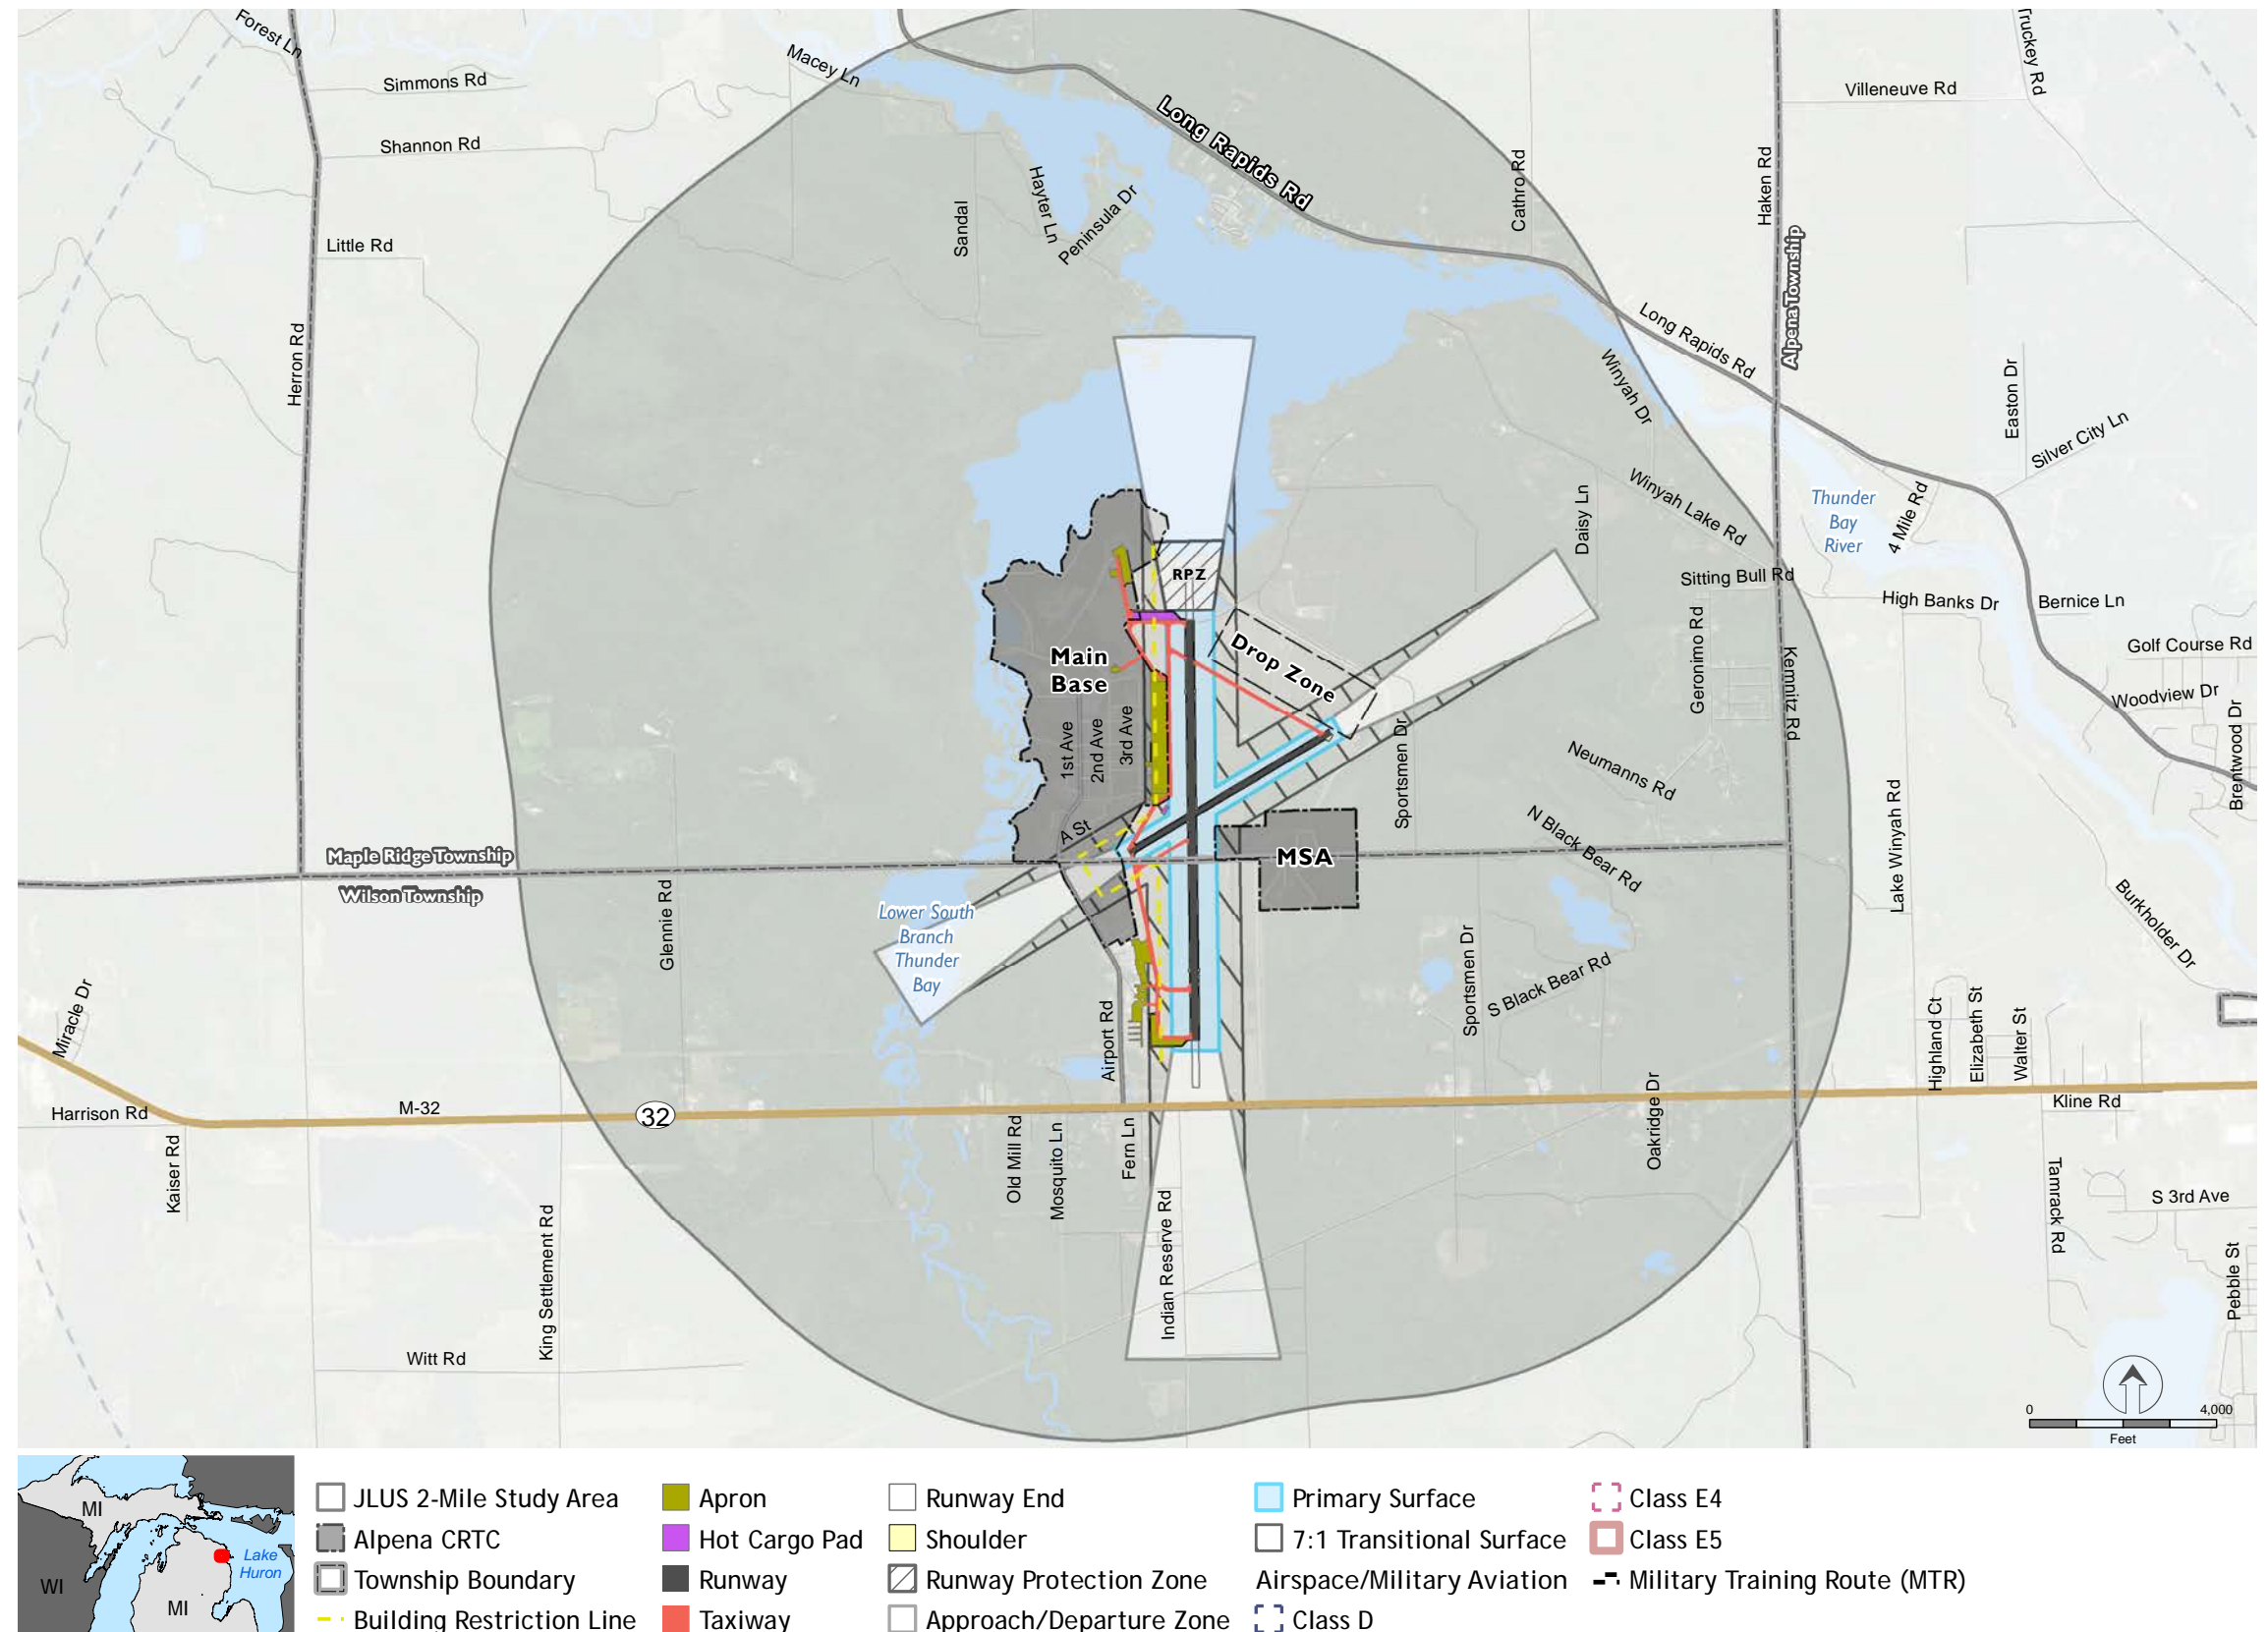 Forest Ln
Simmons Rd
Shannon Rd
Little Rd
Herron Rd
Macey Ln
Sandal
Hayter Ln
Peninsula Dr
Long Rapids Rd
Cathro Rd
Haken Rd
Alpena Township
Truckey Rd
Villeneuve Rd
Long Rapids Rd
Winyah Dr
Winyah Lake Rd
Daisy Ln
Easton Dr
Silver City Ln
Thunder
Bay
River
4 Mile Rd
Sitting Bull Rd
High Banks Dr
Bernice Ln
Golf Course Rd
Woodview Dr
Brentwood Dr
Geronimo Rd
Kemnitz Rd
RPZ
Drop Zone
Main
Base
1st Ave
2nd Ave
3rd Ave
A St
Sportsmen Dr
Neumanns Rd
N Black Bear Rd
Lake Winyah Rd
MSA
Maple Ridge Township
Wilson Township
Glennie Rd
Lower South
Branch
Thunder
Bay
Airport Rd
Sportsmen Dr
S Black Bear Rd
Burkholder Dr
Highland Ct
Elizabeth St
Walter St
Miracle Dr
Harrison Rd
M-32
32
Kaiser Rd
King Settlement Rd
Witt Rd
Old Mill Rd
Mosquito Ln
Fern Ln
Indian Reserve Rd
Oakridge Dr
Kline Rd
Tamrack Rd
S 3rd Ave
Pebble St
0 4,000
Feet
MI
WI
MI
Lake
Huron
JLUS 2-Mile Study Area
Alpena CRTC
Township Boundary
Building Restriction Line
Apron
Hot Cargo Pad
Runway
Taxiway
Runway End
Shoulder
Runway Protection Zone
Approach/Departure Zone
Primary Surface
7:1 Transitional Surface
Airspace/Military Aviation
Class D
Class E4
Class E5
Military Training Route (MTR)